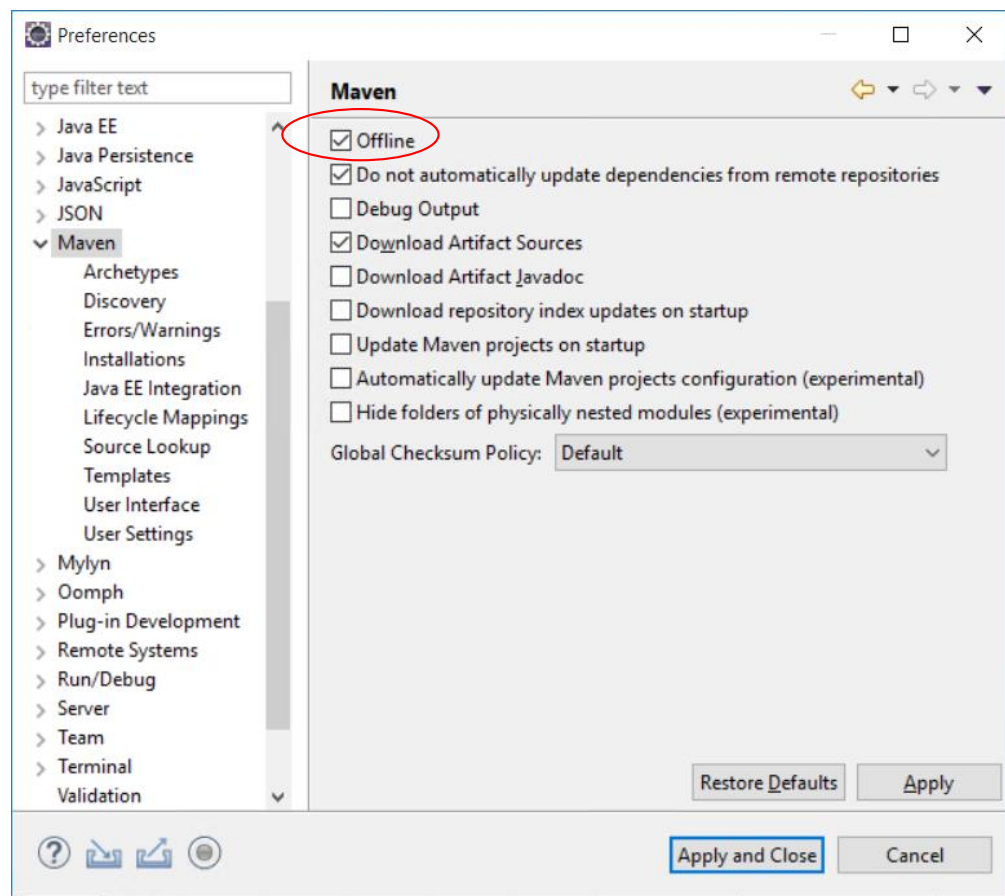 Preferences
type filter text
Java EE
Java Persistence
JavaScript
JSON
Maven
Archetypes
Discovery
Errors/Warnings
Installations
Java EE Integration
Lifecycle Mappings
Source Lookup
Templates
User Interface
User Settings
Mylyn
Oomph
Plug-in Development
Remote Systems
Run/Debug
Server
Team
Terminal
Validation
Maven
Offline
Do not automatically update dependencies from remote repositories
Debug Output
Download Artifact Sources
Download Artifact Javadoc
Download repository index updates on startup
Update Maven projects on startup
Automatically update Maven projects configuration (experimental)
Hide folders of physically nested modules (experimental)
Global Checksum Policy: Default
Restore Defaults Apply
Apply and Close Cancel